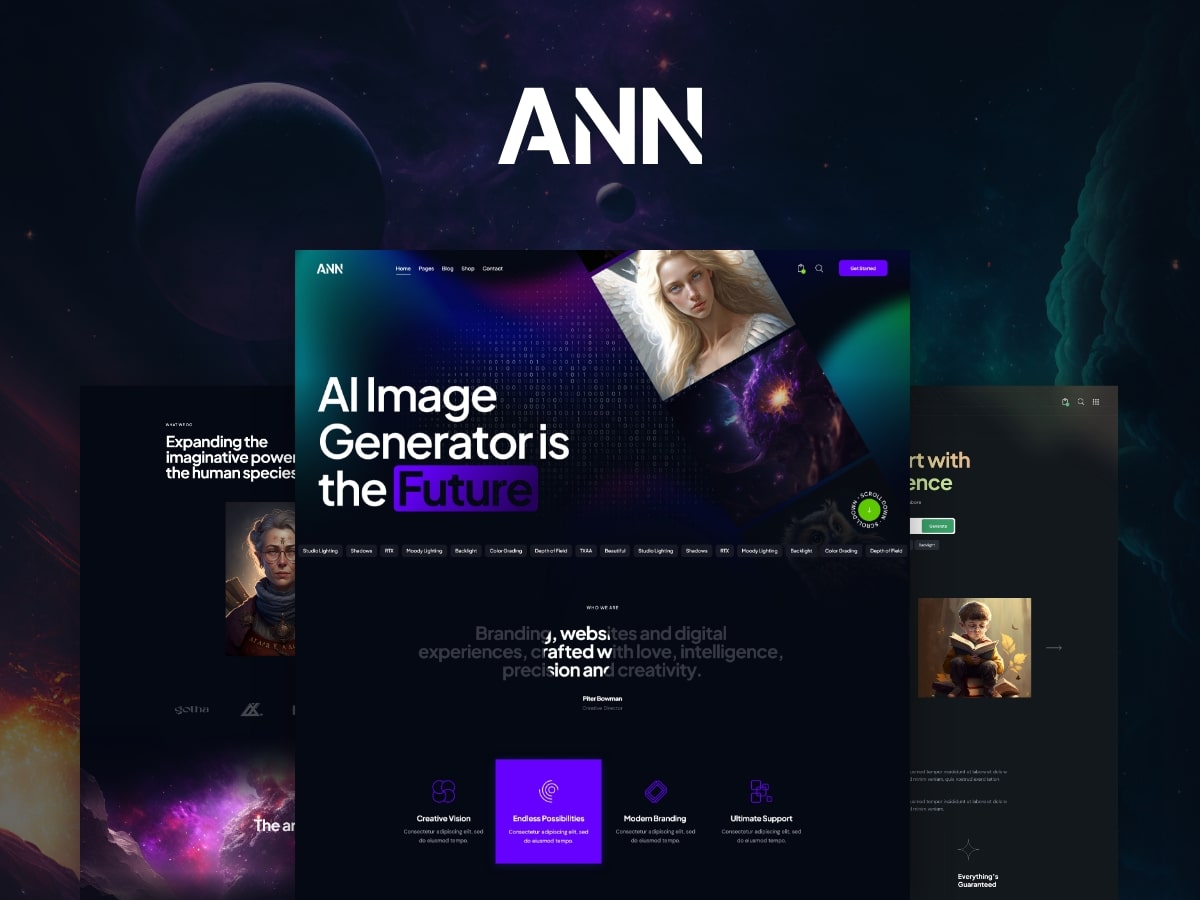 ANN
ANN
Home Pages Blog Shop Contact
Get Started
AI Image
Generator is
the Future
SCROLL DOWN • SCROLL DOWN •
Studio Lighting Shadows RTX Moody Lighting Backlight Color Grading Depth of Field TXAA Beautiful Studio Lighting Shadows RTX Moody Lighting Backlight Color Grading Depth of Field
WHO WE ARE
Branding, websites and digital
experiences, crafted with love, intelligence,
precision and creativity.
Piter Bowman
Creative Director
Creative Vision
Consectetur adipiscing elit, sed
do eiusmod tempo.
Endless Possibilities
Consectetur adipiscing elit, sed
do eiusmod tempo.
Modern Branding
Consectetur adipiscing elit, sed
do eiusmod tempo.
Ultimate Support
Consectetur adipiscing elit, sed
do eiusmod tempo.
WHAT WE DO
Expanding the
imaginative power
the human species
gotha
The ar
rt with
ence
Generate
Backlight
Everything's
Guaranteed